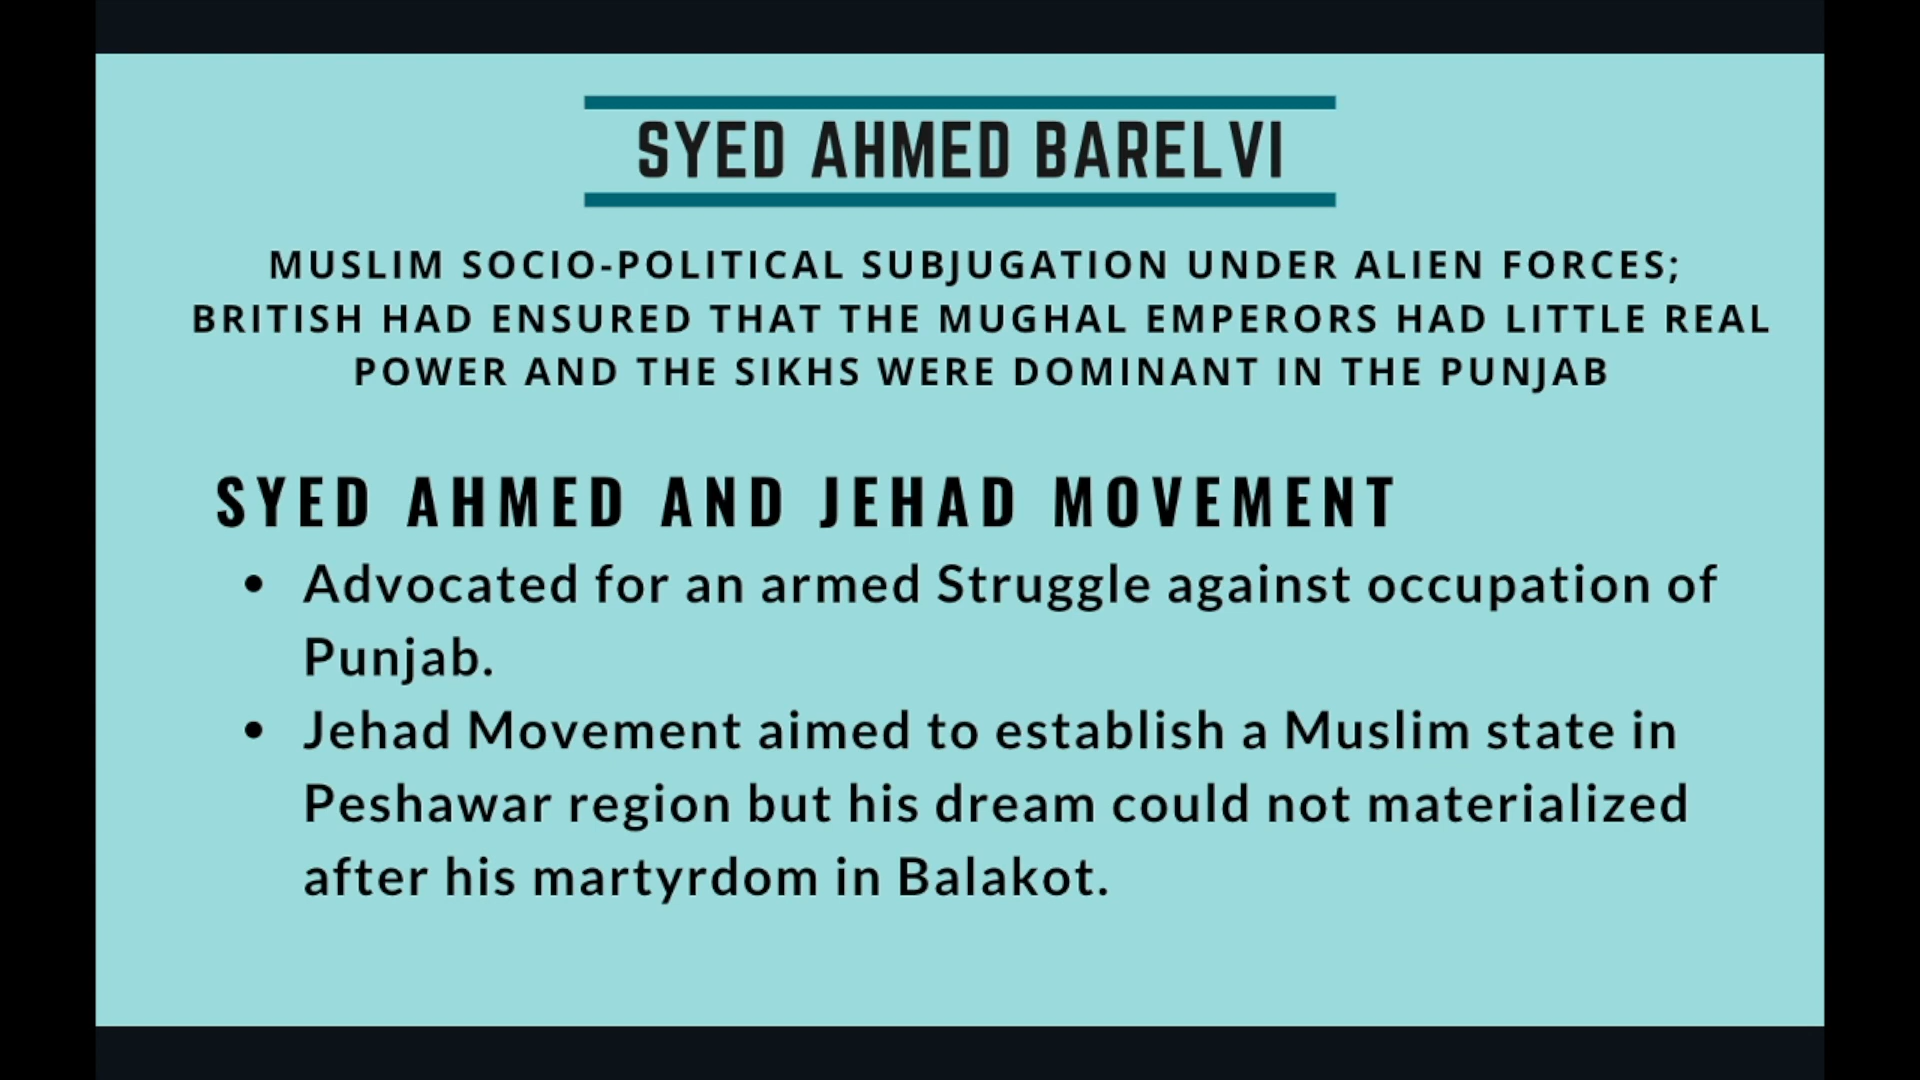 SYED AHMED BARELVI
MUSLIM SOCIO-POLITICAL SUBJUGATION UNDER ALIEN FORCES;
BRITISH HAD ENSURED THAT THE MUGHAL EMPERORS HAD LITTLE REAL
POWER AND THE SIKHS WERE DOMINANT IN THE PUNJAB
SYED AHMED AND JEHAD MOVEMENT
• Advocated for an armed Struggle against occupation of
Punjab.
• Jehad Movement aimed to establish a Muslim state in
Peshawar region but his dream could not materialized
after his martyrdom in Balakot.